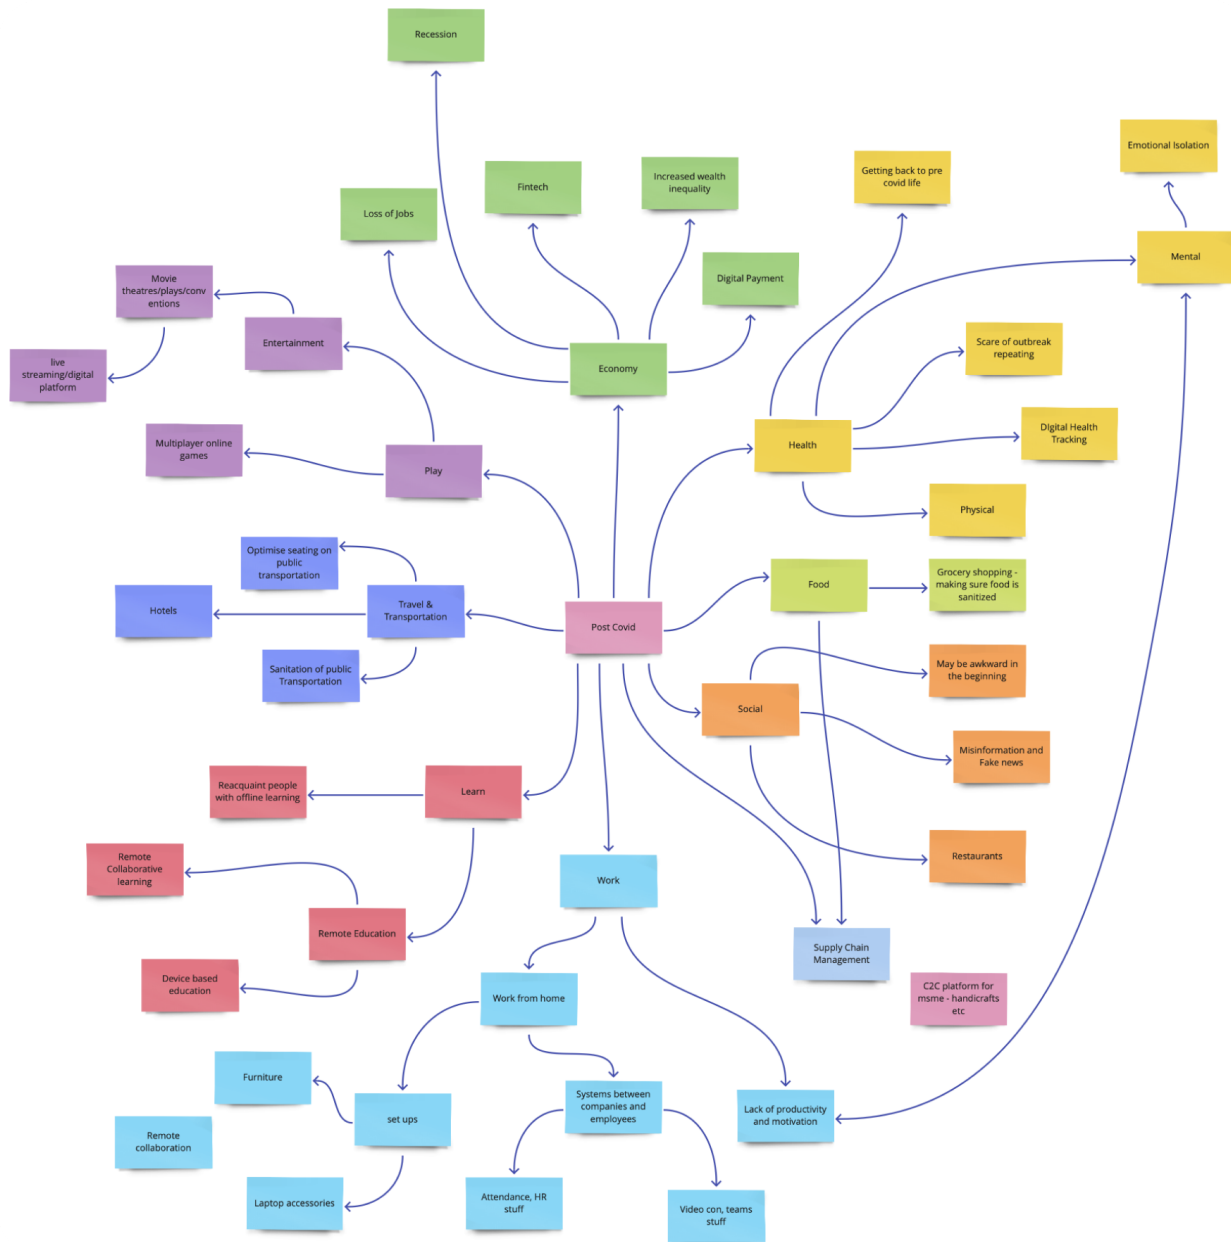 Recession
Emotional Isolation
Getting back to pre
covid life
Increased wealth
inequality
Fintech
Loss of Jobs
Mental
Digital Payment
Movie
theatres/plays/conv
entions
Entertainment
Scare of outbreak
repeating
live
streaming/digital
platform
Economy
DIgital Health
Tracking
Health
Multiplayer online
games
Play
Physical
Optimise seating on
public
transportation
Food
Grocery shopping -
making sure food is
sanitized
Hotels
Travel &
Transportation
Post Covid
Sanitation of public
Transportation
May be awkward in
the beginning
Social
Misinformation and
Fake news
Reacquaint people
with offline learning
Learn
Remote
Collaborative
learning
Restaurants
Work
Remote Education
Supply Chain
Management
Device based
education
Work from home
C2C platform for
msme - handicrafts
etc
Furniture
Systems between
companies and
employees
Lack of productivity
and motivation
set ups
Remote
collaboration
Laptop accessories
Attendance, HR
stuff
Video con, teams
stuff